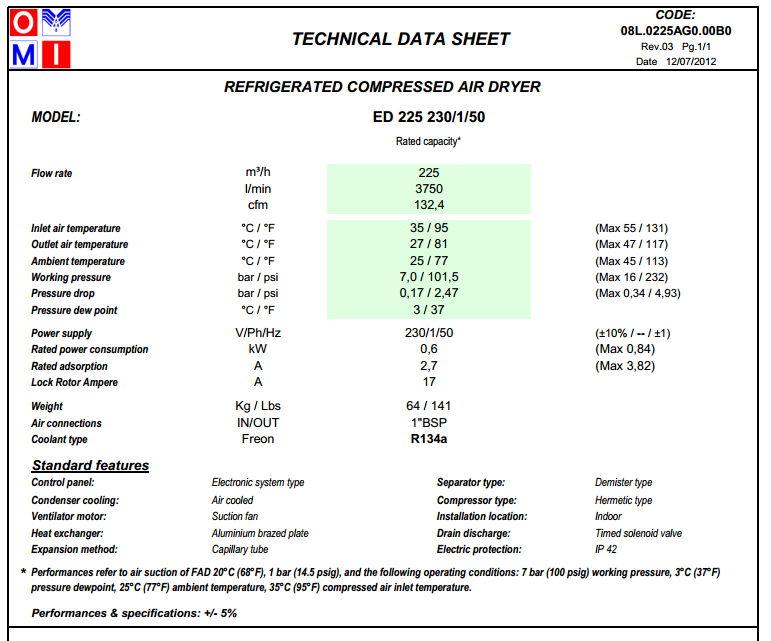 O
M I
TECHNICAL DATA SHEET
CODE:
08L.0225AG0.00B0
Rev.03 Pg.1/1
Date 12/07/2012
REFRIGERATED COMPRESSED AIR DRYER
MODEL: ED 225 230/1/50
Rated capacity*
Flow rate m³/h 225
l/min 3750
cfm 132,4
Inlet air temperature °C / °F 35 / 95 (Max 55 / 131)
Outlet air temperature °C / °F 27 / 81 (Max 47 / 117)
Ambient temperature °C / °F 25 / 77 (Max 45 / 113)
Working pressure bar / psi 7,0 / 101,5 (Max 16 / 232)
Pressure drop bar / psi 0,17 / 2,47 (Max 0,34 / 4,93)
Pressure dew point °C / °F 3 / 37
Power supply V/Ph/Hz 230/1/50 (±10% / -- / ±1)
Rated power consumption kW 0,6 (Max 0,84)
Rated adsorption A 2,7 (Max 3,82)
Lock Rotor Ampere A 17
Weight Kg / Lbs 64 / 141
Air connections IN/OUT 1"BSP
Coolant type Freon R134a
Standard features
Control panel: Electronic system type Separator type: Demister type
Condenser cooling: Air cooled Compressor type: Hermetic type
Ventilator motor: Suction fan Installation location: Indoor
Heat exchanger: Aluminium brazed plate Drain discharge: Timed solenoid valve
Expansion method: Capillary tube Electric protection: IP 42
* Performances refer to air suction of FAD 20°C (68°F), 1 bar (14.5 psig), and the following operating conditions: 7 bar (100 psig) working pressure, 3°C (37°F)
pressure dewpoint, 25°C (77°F) ambient temperature, 35°C (95°F) compressed air inlet temperature.
Performances & specifications: +/- 5%